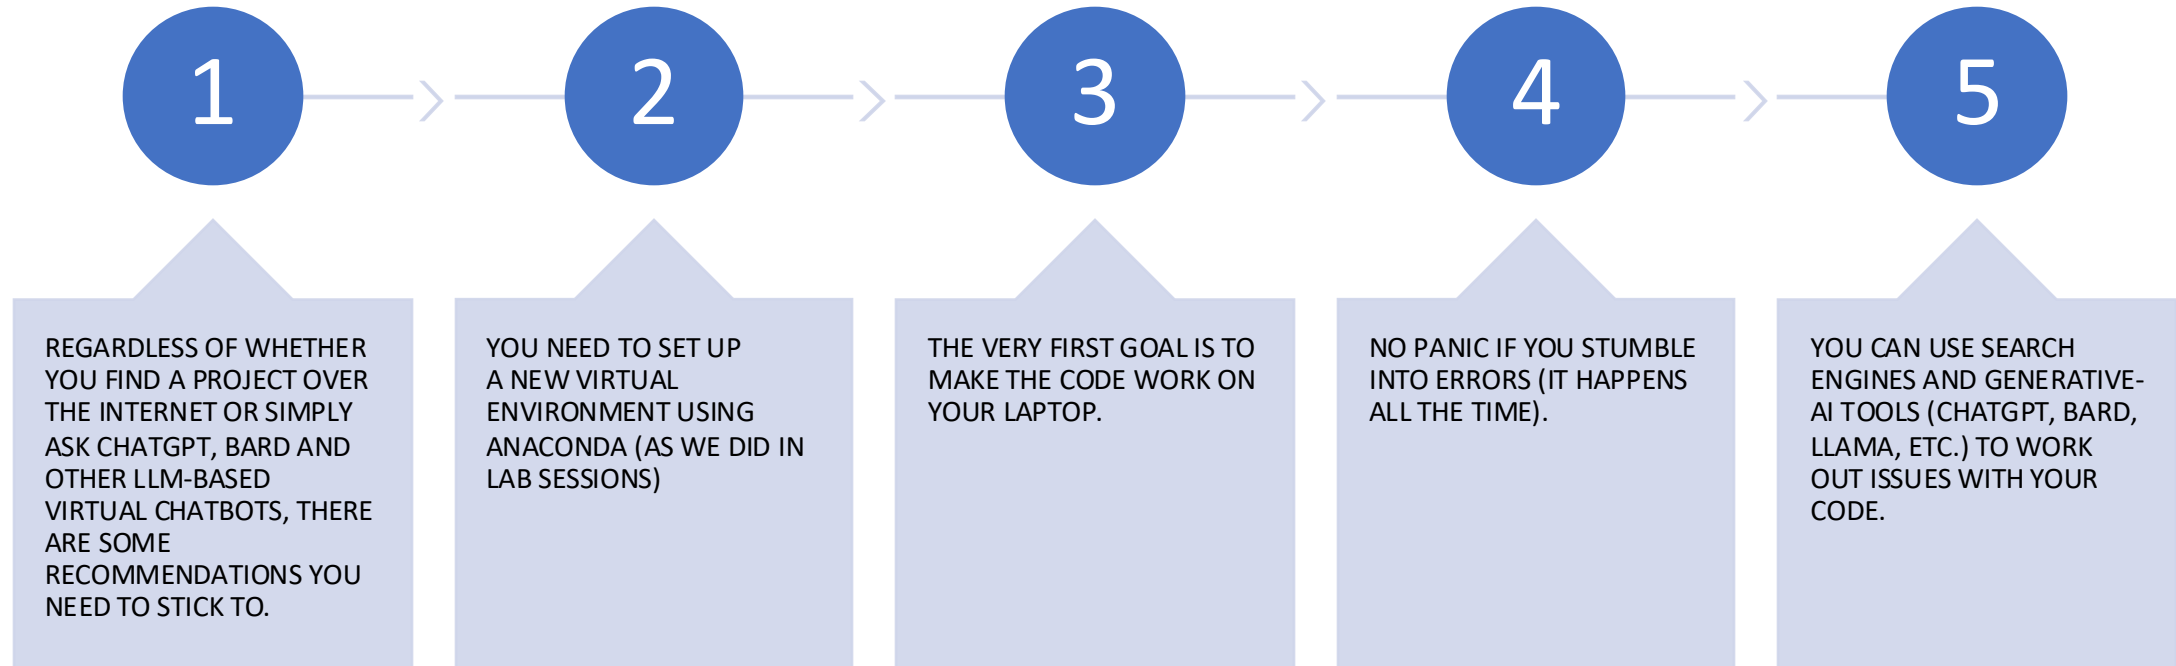 1
2
3
4
5
REGARDLESS OF WHETHER
YOU FIND A PROJECT OVER
THE INTERNET OR SIMPLY
ASK CHATGPT, BARD AND
OTHER LLM-BASED
VIRTUAL CHATBOTS, THERE
ARE SOME
RECOMMENDATIONS YOU
NEED TO STICK TO.
YOU NEED TO SET UP
A NEW VIRTUAL
ENVIRONMENT USING
ANACONDA (AS WE DID IN
LAB SESSIONS)
THE VERY FIRST GOAL IS TO
MAKE THE CODE WORK ON
YOUR LAPTOP.
NO PANIC IF YOU STUMBLE
INTO ERRORS (IT HAPPENS
ALL THE TIME).
YOU CAN USE SEARCH
ENGINES AND GENERATIVE-
AI TOOLS (CHATGPT, BARD,
LLAMA, ETC.) TO WORK
OUT ISSUES WITH YOUR
CODE.